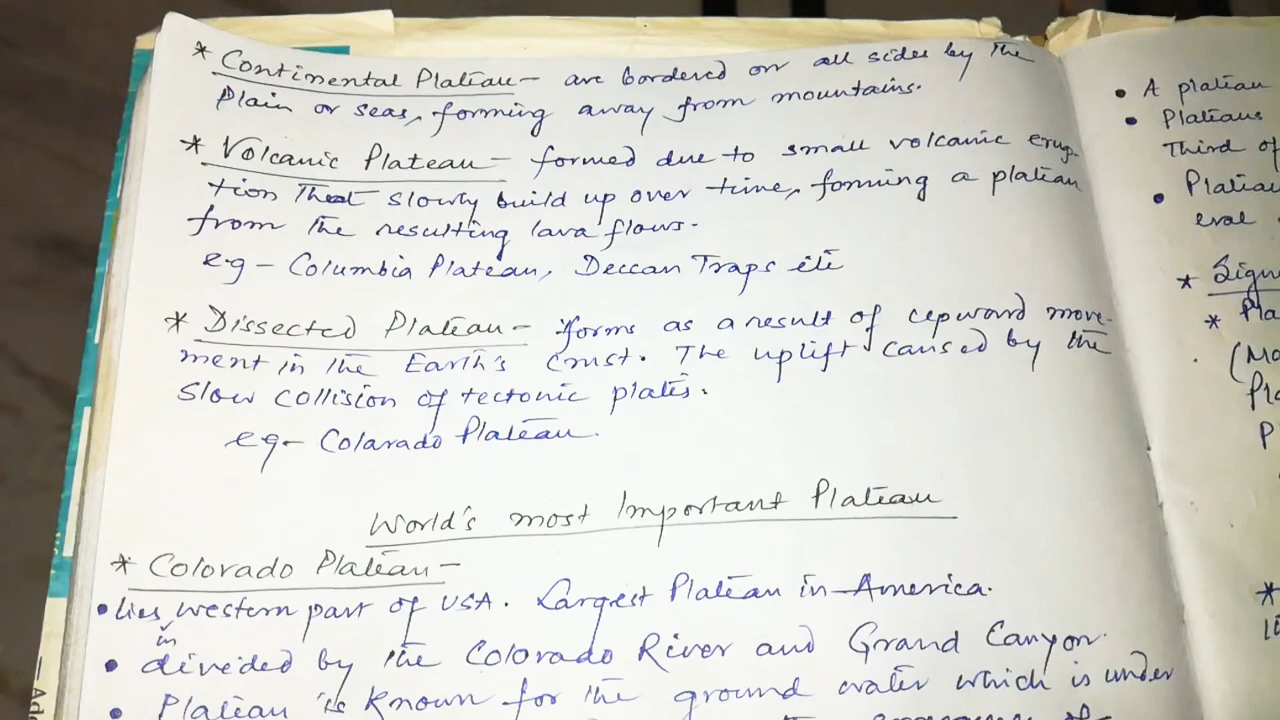 * Continental Plateau - are bordered on all sides by the
Plain or seas, forming away from mountains.
* Volcanic Plateau - formed due to small volcanic erup-
tion that slowly build up over time, forming a plateau
from the resulting lava flows.
eg - Columbia Plateau, Deccan Traps etc
* Dissected Plateau - forms as a result of upward move-
ment in the Earth's crust. The uplift caused by the
slow collision of tectonic plates.
eg - Colarado Plateau.
World's most Important Plateau
* Colorado Plateau -
• lies in western part of USA. Largest Plateau in America.
• divided by the Colorado River and Grand Canyon.
• Plateau is known for the ground water which is under
• A plateau
• Plateaus
Third of
• Plateau
eval
* Sign
* Pla
(Mo
Pla
P
*